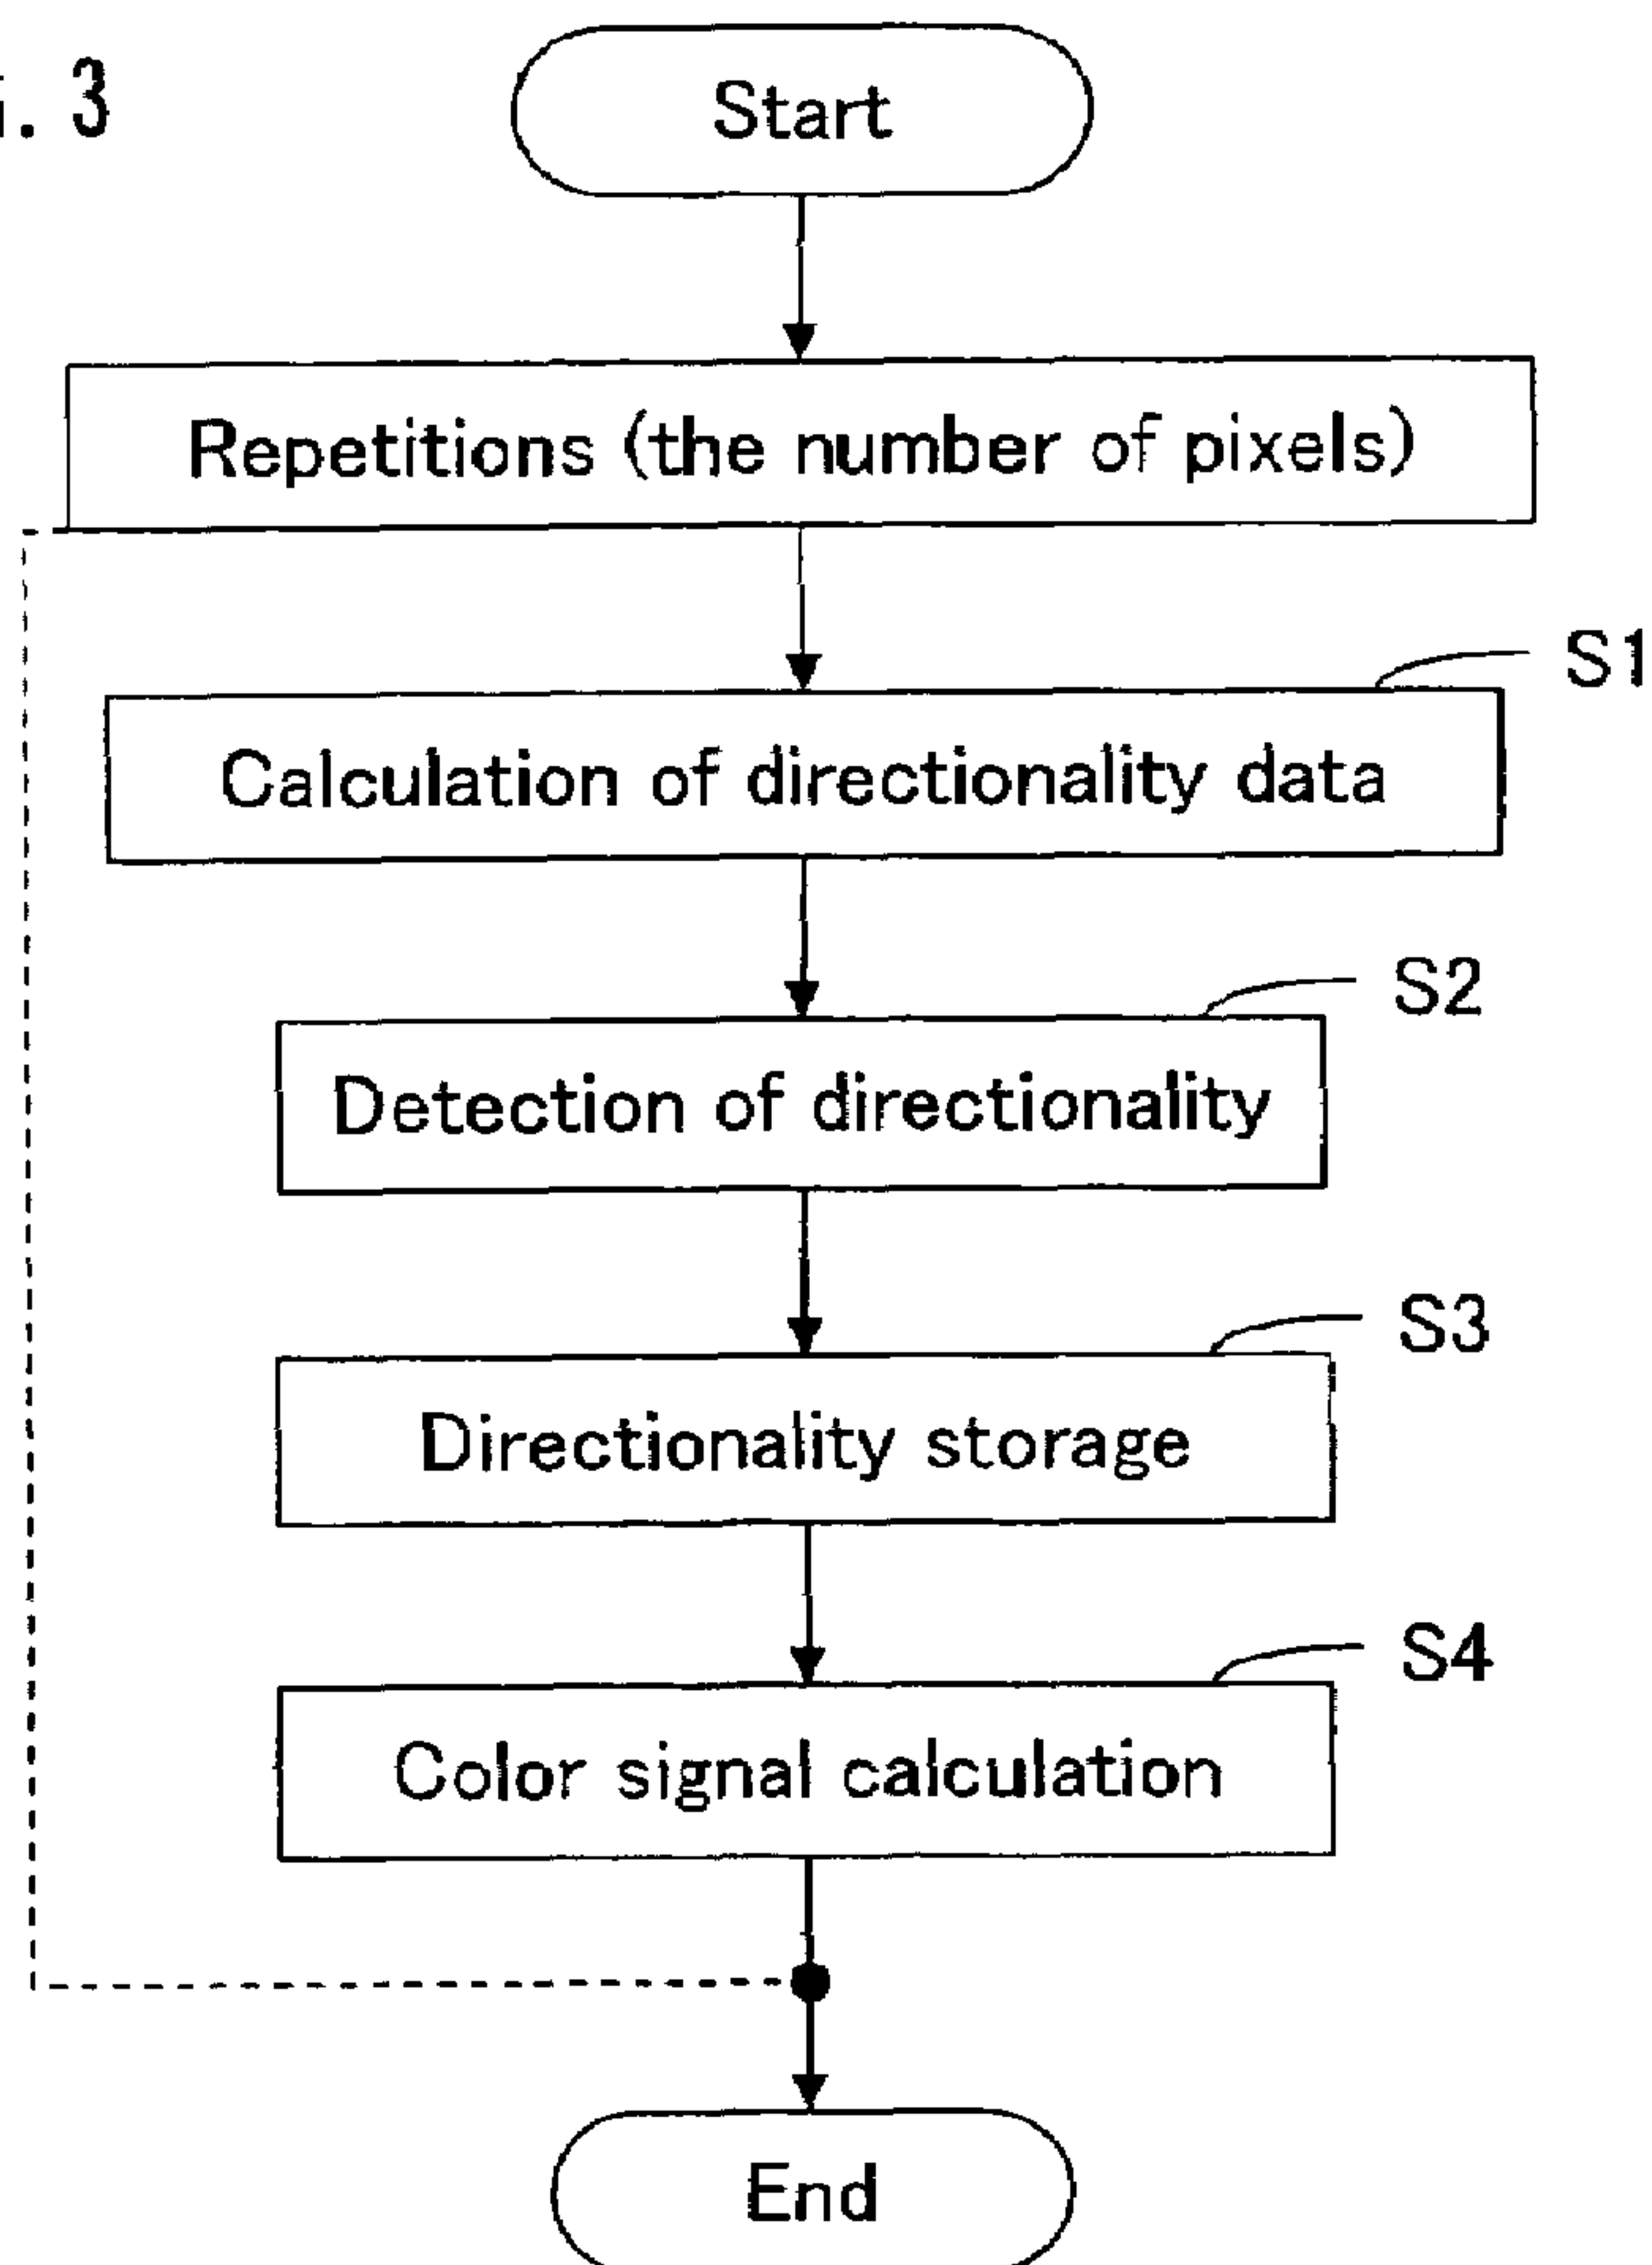 . 3
Start
Repetitions (the number of pixels)
S1
Calculation of directionality data
S2
Detection of directionality
S3
Directionality storage
S4
Color signal calculation
End